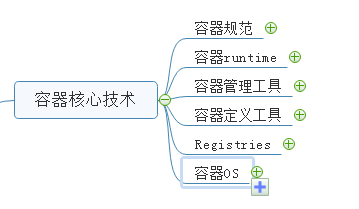 容器核心技术
容器规范
容器runtime
容器管理工具
容器定义工具
Registries
容器OS